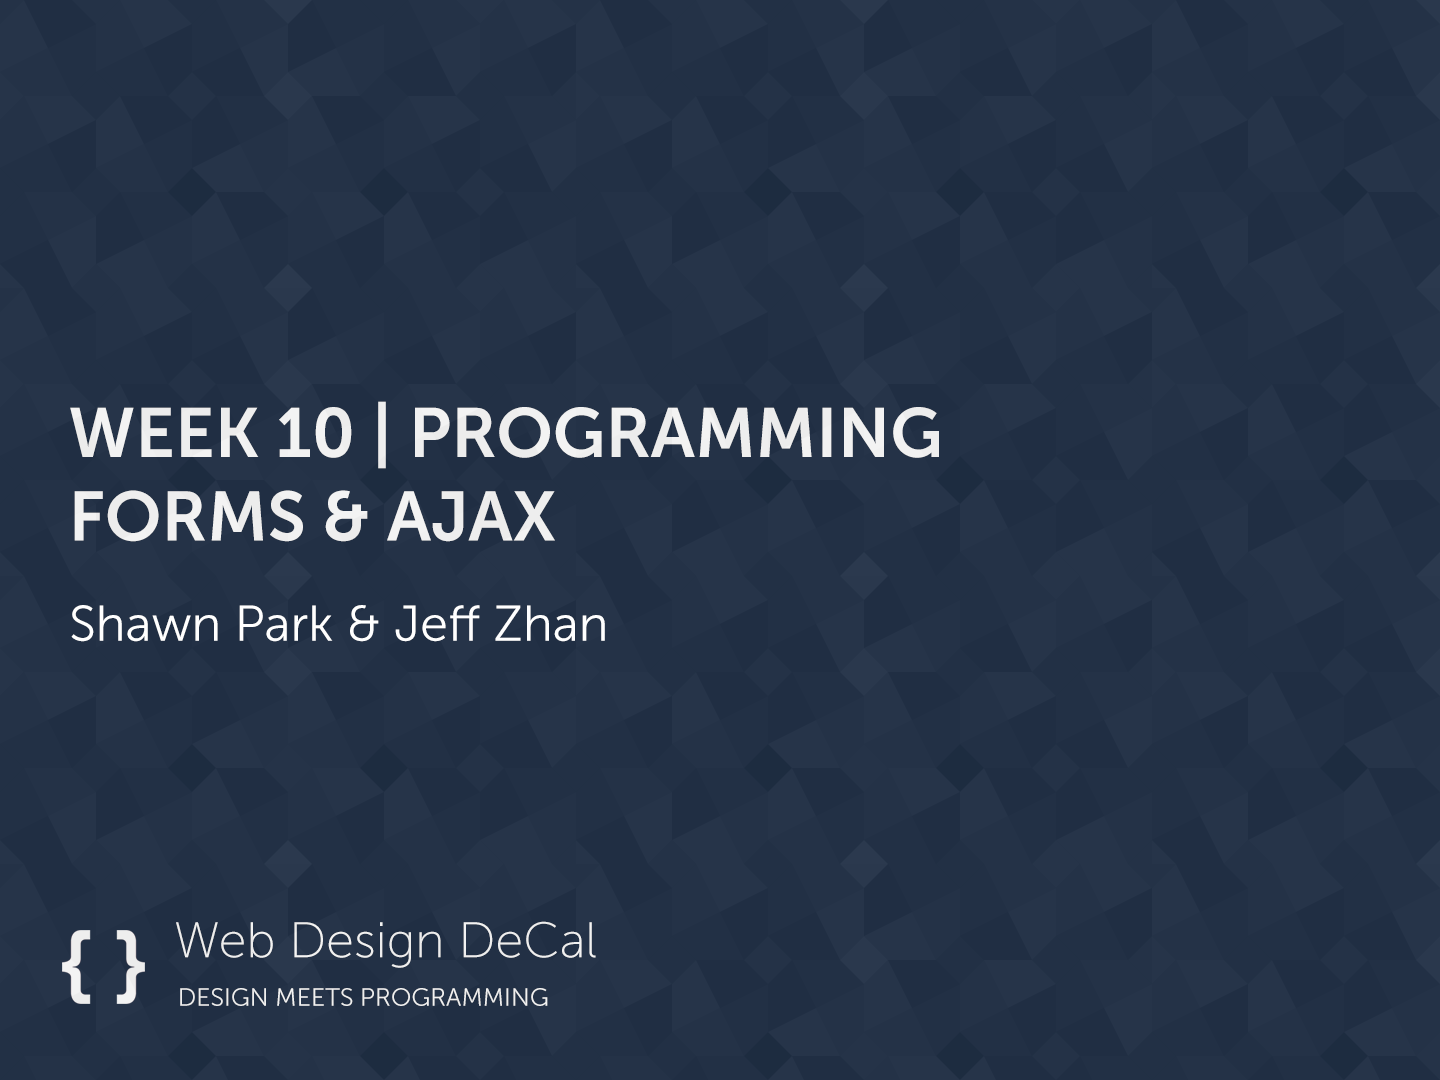 WEEK 10 | PROGRAMMING
FORMS & AJAX
Shawn Park & Jeff Zhan
{ } Web Design DeCal
DESIGN MEETS PROGRAMMING